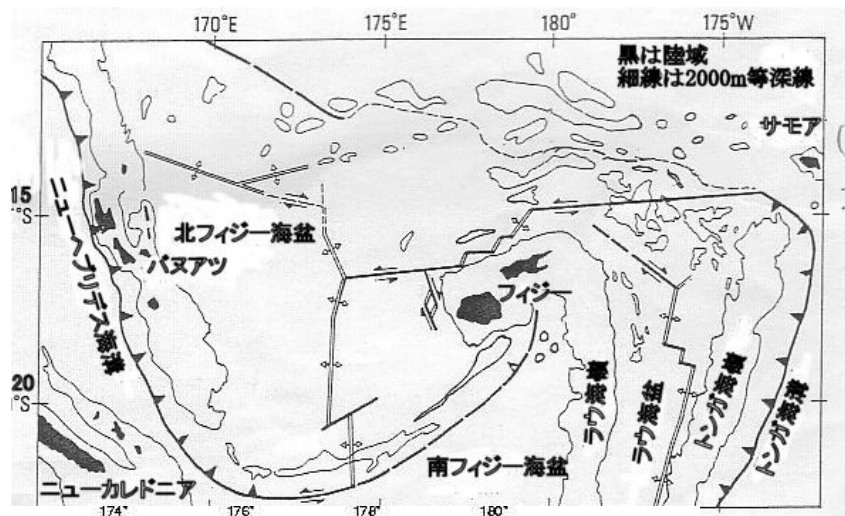 170°E
175°E
180°
175°W
黒は陸域
細線は2000m等深線
サモア
15
°S
北フィジー海盆
バヌアツ
ニューヘブリデス海溝
フィジー
20
°S
ラウ海嶺
ラウ海盆
トンガ海嶺
トンガ海溝
南フィジー海盆
ニューカレドニア
174°
176°
178°
180°